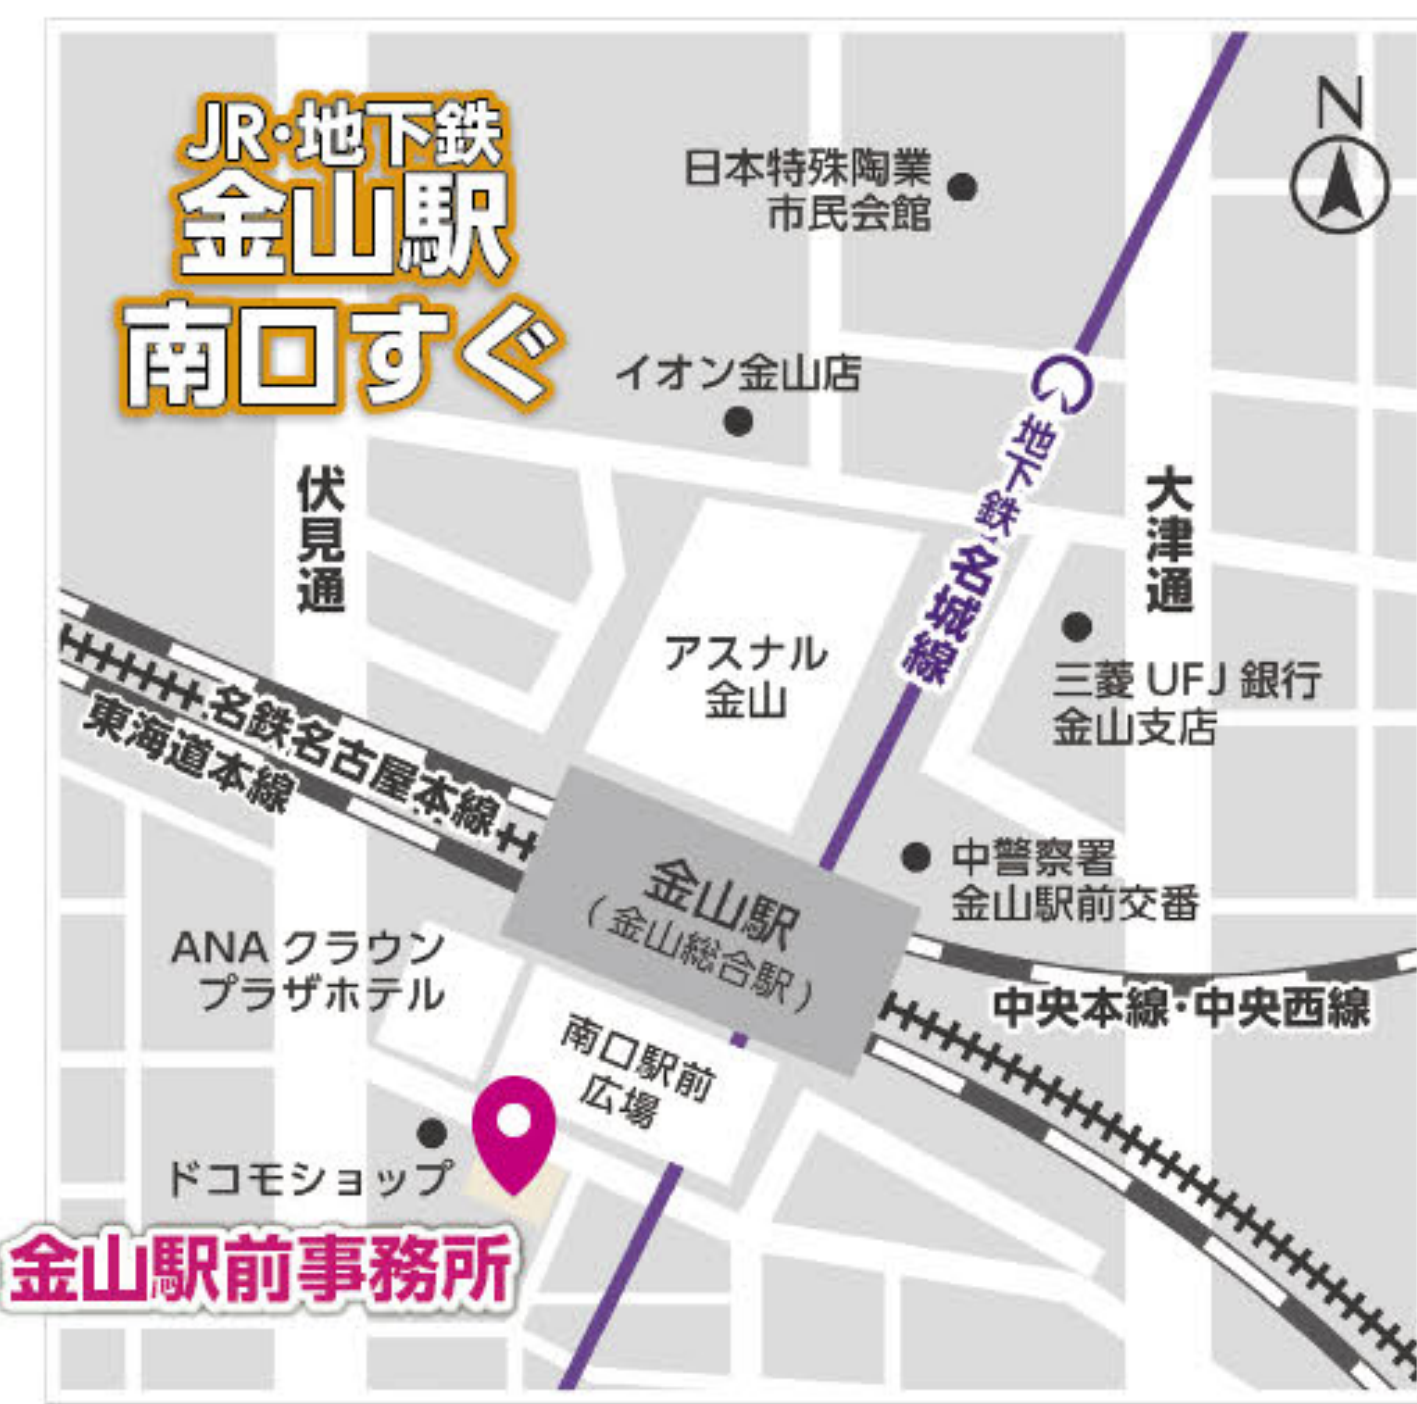 JR・地下鉄
金山駅
南口すぐ
N
日本特殊陶業
市民会館
イオン金山店
地下鉄 名城線
伏見通
大津通
アスナル
金山
三菱 UFJ 銀行
金山支店
名鉄名古屋本線
東海道本線
金山駅
(金山総合駅)
中警察署
金山駅前交番
ANA クラウン
プラザホテル
中央本線・中央西線
南口駅前
広場
ドコモショップ
金山駅前事務所